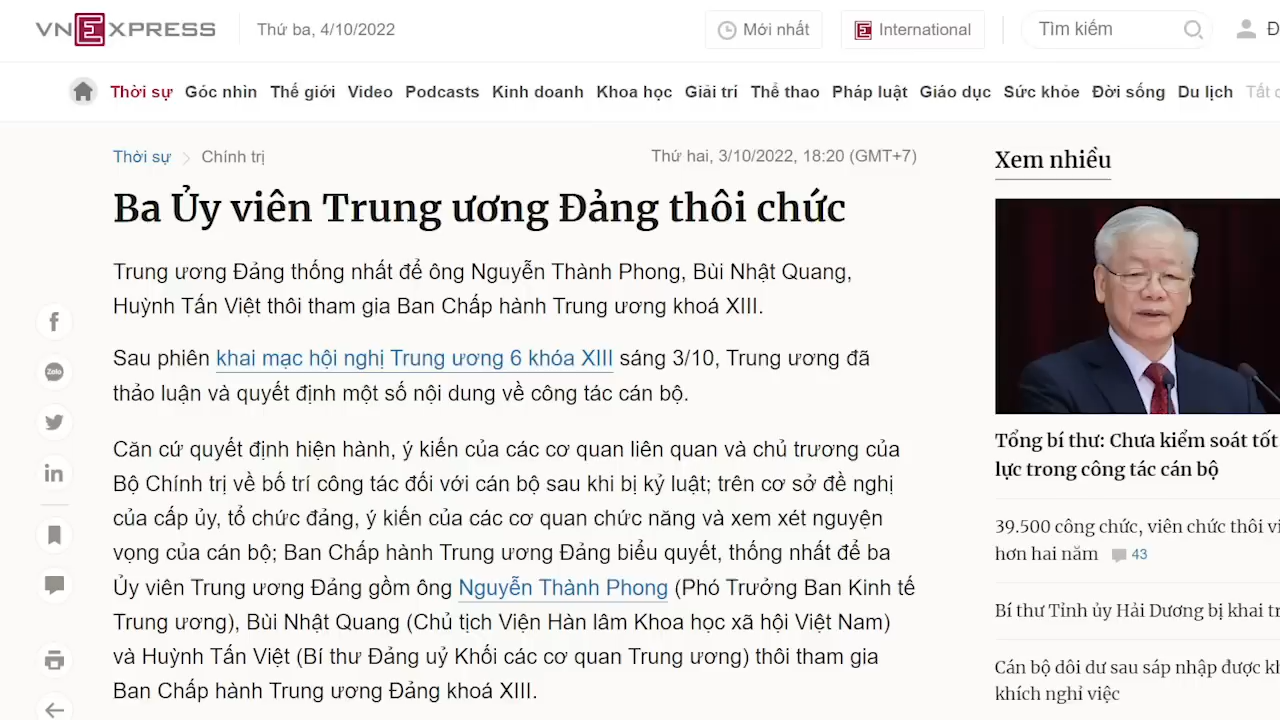 VNEXPRESS
Thứ ba, 4/10/2022
Mới nhất
International
Tìm kiếm
Thời sự Góc nhìn Thế giới Video Podcasts Kinh doanh Khoa học Giải trí Thể thao Pháp luật Giáo dục Sức khỏe Đời sống Du lịch
Thời sự Chính trị
Thứ hai, 3/10/2022, 18:20 (GMT+7)
Ba Ủy viên Trung ương Đảng thôi chức
Trung ương Đảng thống nhất để ông Nguyễn Thành Phong, Bùi Nhật Quang,
Huỳnh Tấn Việt thôi tham gia Ban Chấp hành Trung ương khoá XIII.
Sau phiên khai mạc hội nghị Trung ương 6 khóa XIII sáng 3/10, Trung ương đã
thảo luận và quyết định một số nội dung về công tác cán bộ.
Căn cứ quyết định hiện hành, ý kiến của các cơ quan liên quan và chủ trương của
Bộ Chính trị về bố trí công tác đối với cán bộ sau khi bị kỷ luật; trên cơ sở đề nghị
của cấp ủy, tổ chức đảng, ý kiến của các cơ quan chức năng và xem xét nguyện
vọng của cán bộ; Ban Chấp hành Trung ương Đảng biểu quyết, thống nhất để ba
Ủy viên Trung ương Đảng gồm ông Nguyễn Thành Phong (Phó Trưởng Ban Kinh tế
Trung ương), Bùi Nhật Quang (Chủ tịch Viện Hàn lâm Khoa học xã hội Việt Nam)
và Huỳnh Tấn Việt (Bí thư Đảng uỷ Khối các cơ quan Trung ương) thôi tham gia
Ban Chấp hành Trung ương Đảng khoá XIII.
Zalo
Xem nhiều
Tổng bí thư: Chưa kiểm soát tốt
lực trong công tác cán bộ
39.500 công chức, viên chức thôi
hơn hai năm 43
Bí thư Tỉnh ủy Hải Dương bị khai
Cán bộ dôi dư sau sáp nhập được
khích nghỉ việc